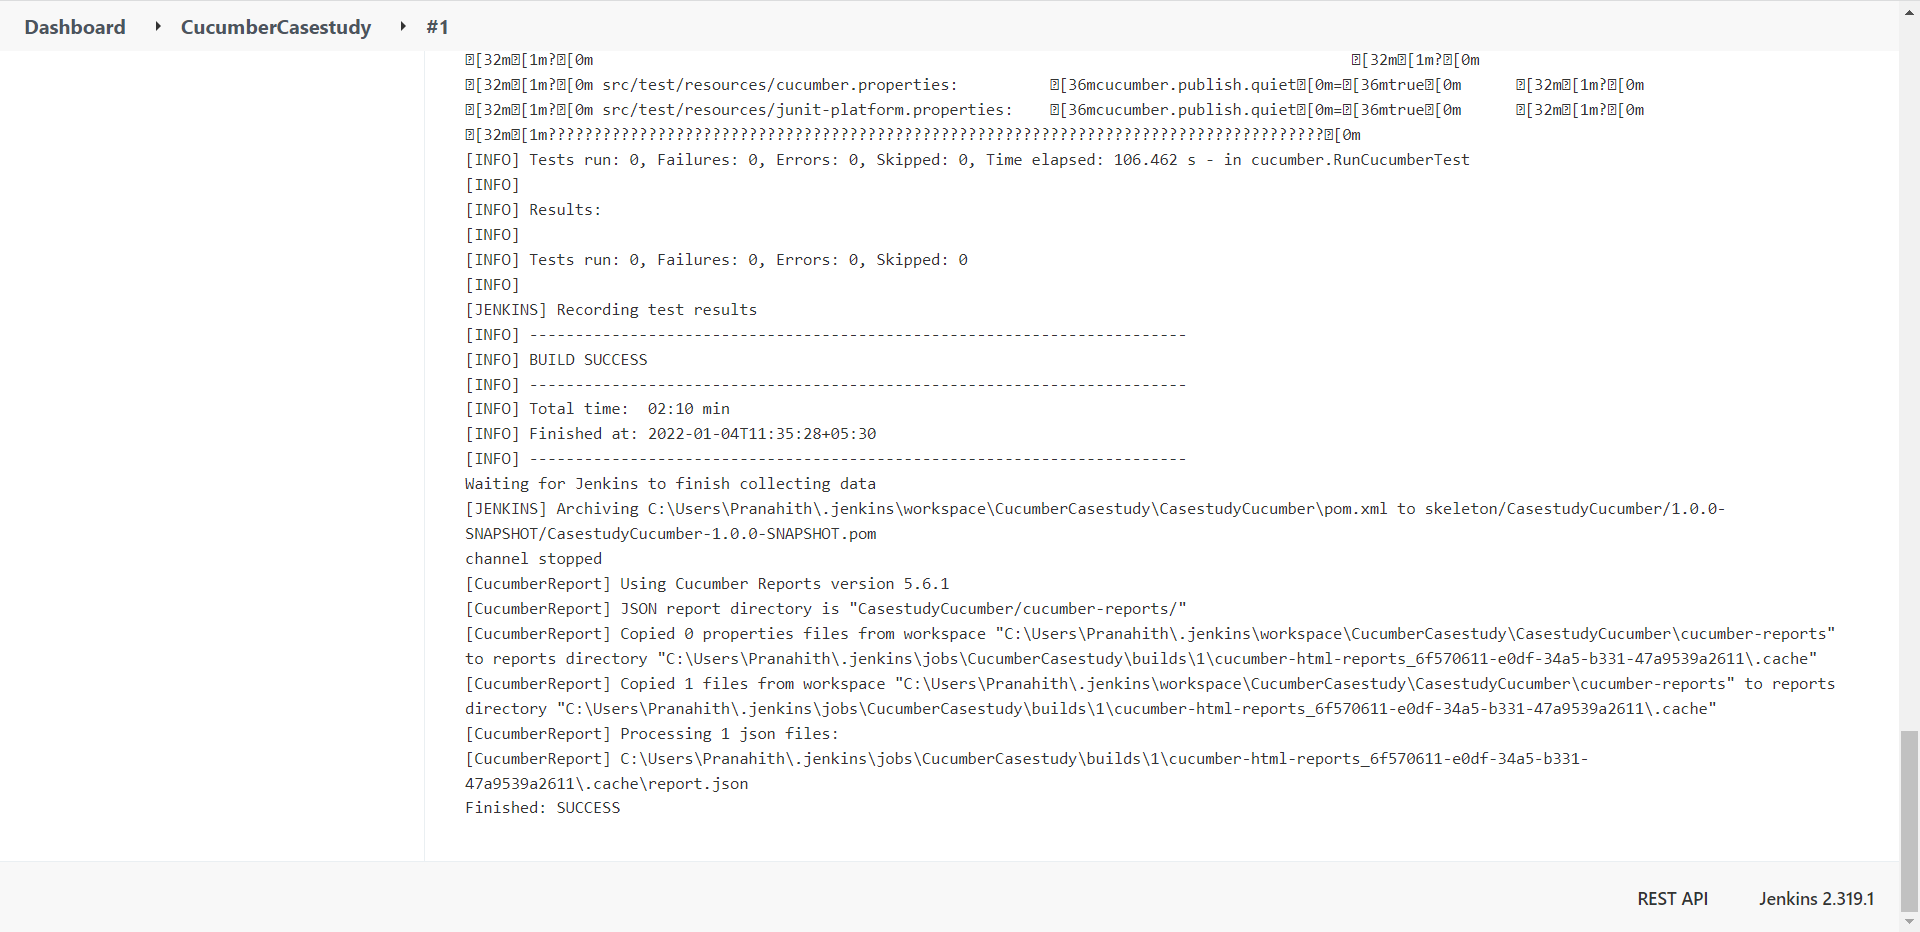 Dashboard CucumberCasestudy #1
[32m[1m?[0m [32m[1m?[0m
[32m[1m?[0m src/test/resources/cucumber.properties: [36mcucumber.publish.quiet[0m=[36mtrue[0m [32m[1m?[0m
[32m[1m?[0m src/test/resources/junit-platform.properties: [36mcucumber.publish.quiet[0m=[36mtrue[0m [32m[1m?[0m
[32m[1m?????????????????????????????????????????????????????????????????????????????????????[0m
[INFO] Tests run: 0, Failures: 0, Errors: 0, Skipped: 0, Time elapsed: 106.462 s - in cucumber.RunCucumberTest
[INFO]
[INFO] Results:
[INFO]
[INFO] Tests run: 0, Failures: 0, Errors: 0, Skipped: 0
[INFO]
[JENKINS] Recording test results
[INFO] ------------------------------------------------------------------------
[INFO] BUILD SUCCESS
[INFO] ------------------------------------------------------------------------
[INFO] Total time:  02:10 min
[INFO] Finished at: 2022-01-04T11:35:28+05:30
[INFO] ------------------------------------------------------------------------
Waiting for Jenkins to finish collecting data
[JENKINS] Archiving C:\Users\Pranahith\.jenkins\workspace\CucumberCasestudy\CasestudyCucumber\pom.xml to skeleton/CasestudyCucumber/1.0.0-
SNAPSHOT/CasestudyCucumber-1.0.0-SNAPSHOT.pom
channel stopped
[CucumberReport] Using Cucumber Reports version 5.6.1
[CucumberReport] JSON report directory is "CasestudyCucumber/cucumber-reports/"
[CucumberReport] Copied 0 properties files from workspace "C:\Users\Pranahith\.jenkins\workspace\CucumberCasestudy\CasestudyCucumber\cucumber-reports"
to reports directory "C:\Users\Pranahith\.jenkins\jobs\CucumberCasestudy\builds\1\cucumber-html-reports_6f570611-e0df-34a5-b331-47a9539a2611\.cache"
[CucumberReport] Copied 1 files from workspace "C:\Users\Pranahith\.jenkins\workspace\CucumberCasestudy\CasestudyCucumber\cucumber-reports" to reports
directory "C:\Users\Pranahith\.jenkins\jobs\CucumberCasestudy\builds\1\cucumber-html-reports_6f570611-e0df-34a5-b331-47a9539a2611\.cache"
[CucumberReport] Processing 1 json files:
[CucumberReport] C:\Users\Pranahith\.jenkins\jobs\CucumberCasestudy\builds\1\cucumber-html-reports_6f570611-e0df-34a5-b331-
47a9539a2611\.cache\report.json
Finished: SUCCESS
REST API Jenkins 2.319.1